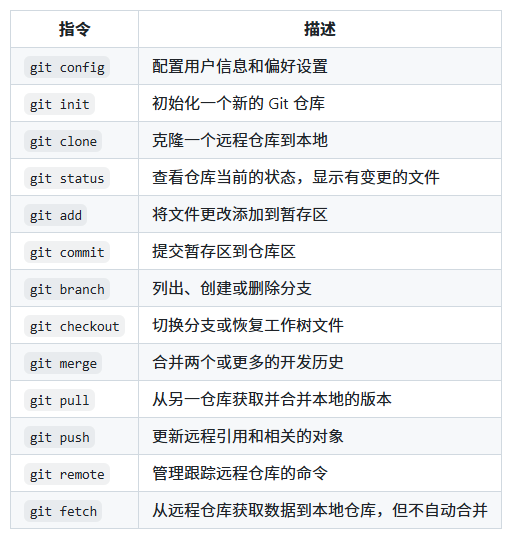 指令 描述
git config 配置用户信息和偏好设置
git init 初始化一个新的 Git 仓库
git clone 克隆一个远程仓库到本地
git status 查看仓库当前的状态，显示有变更的文件
git add 将文件更改添加到暂存区
git commit 提交暂存区到仓库区
git branch 列出、创建或删除分支
git checkout 切换分支或恢复工作树文件
git merge 合并两个或更多的开发历史
git pull 从另一仓库获取并合并本地的版本
git push 更新远程引用和相关的对象
git remote 管理跟踪远程仓库的命令
git fetch 从远程仓库获取数据到本地仓库，但不自动合并